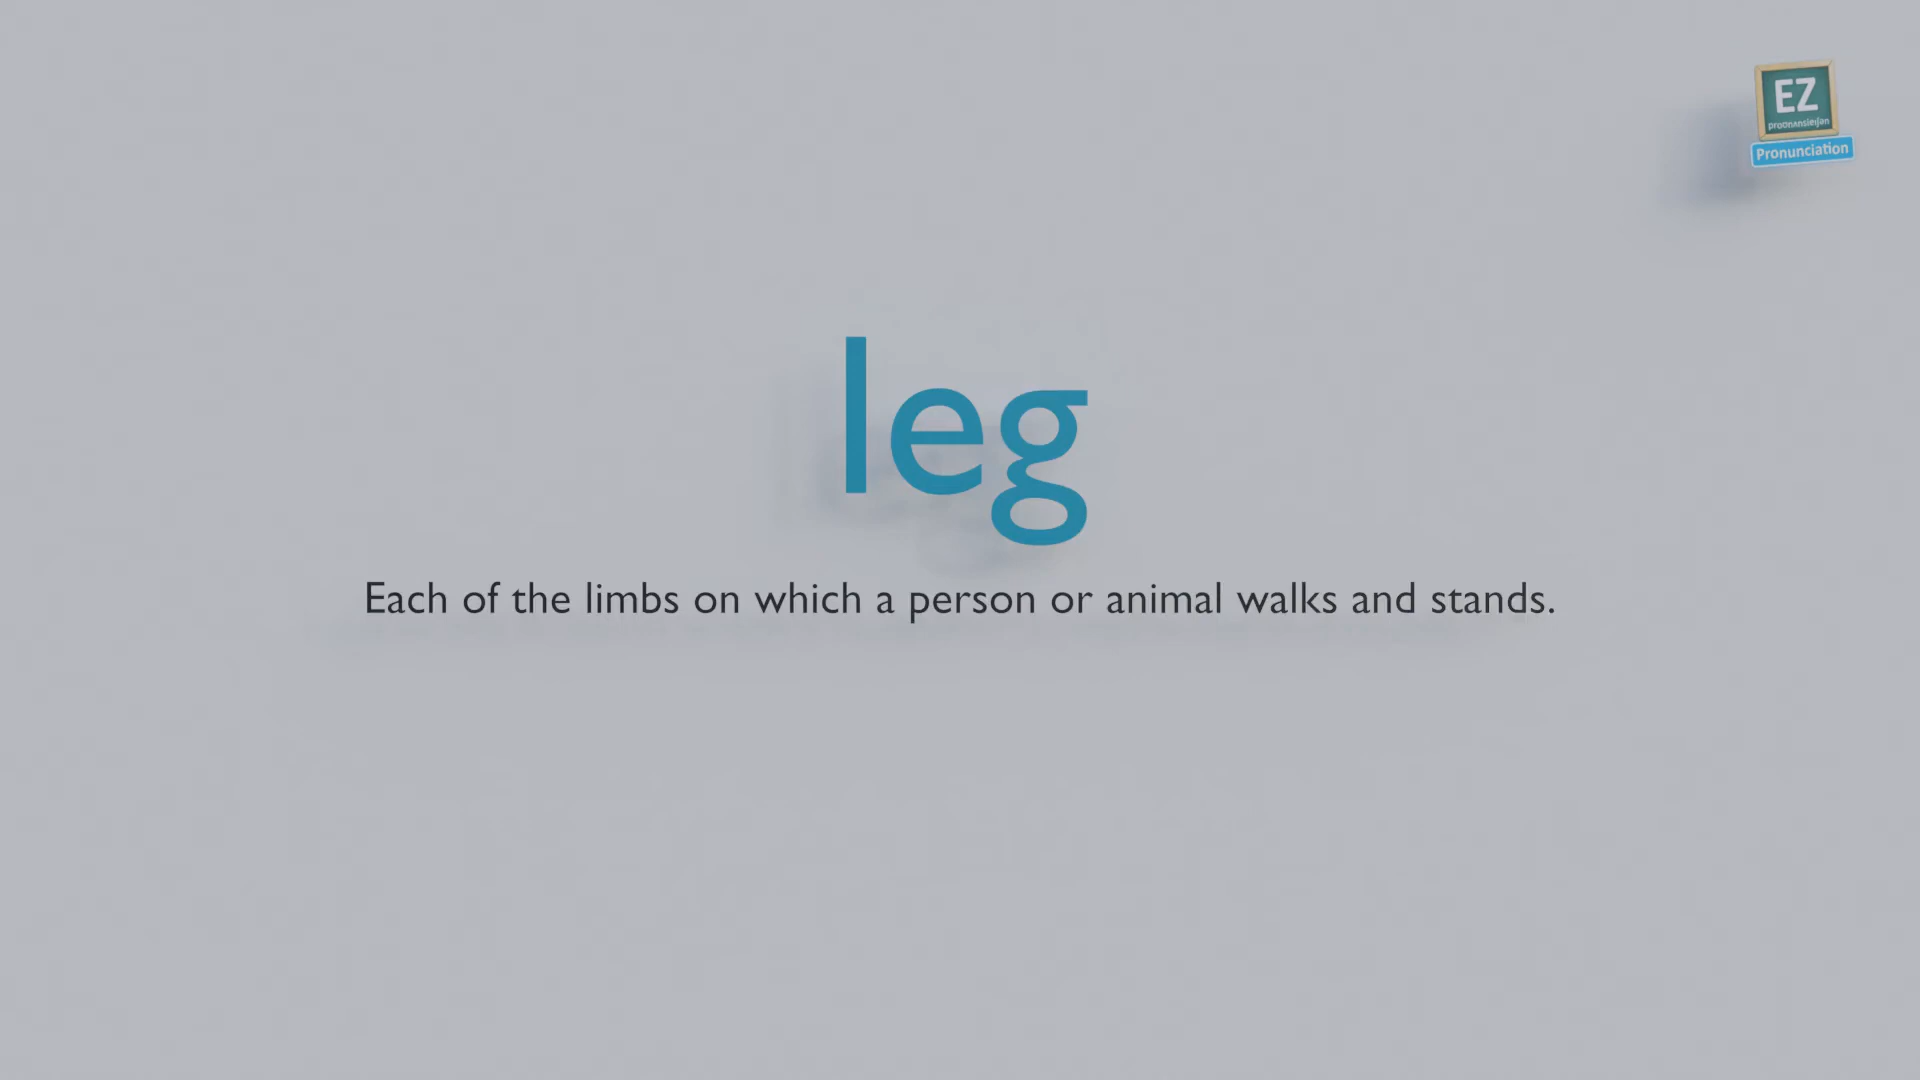 EZ
Pronunciation
leg
Each of the limbs on which a person or animal walks and stands.